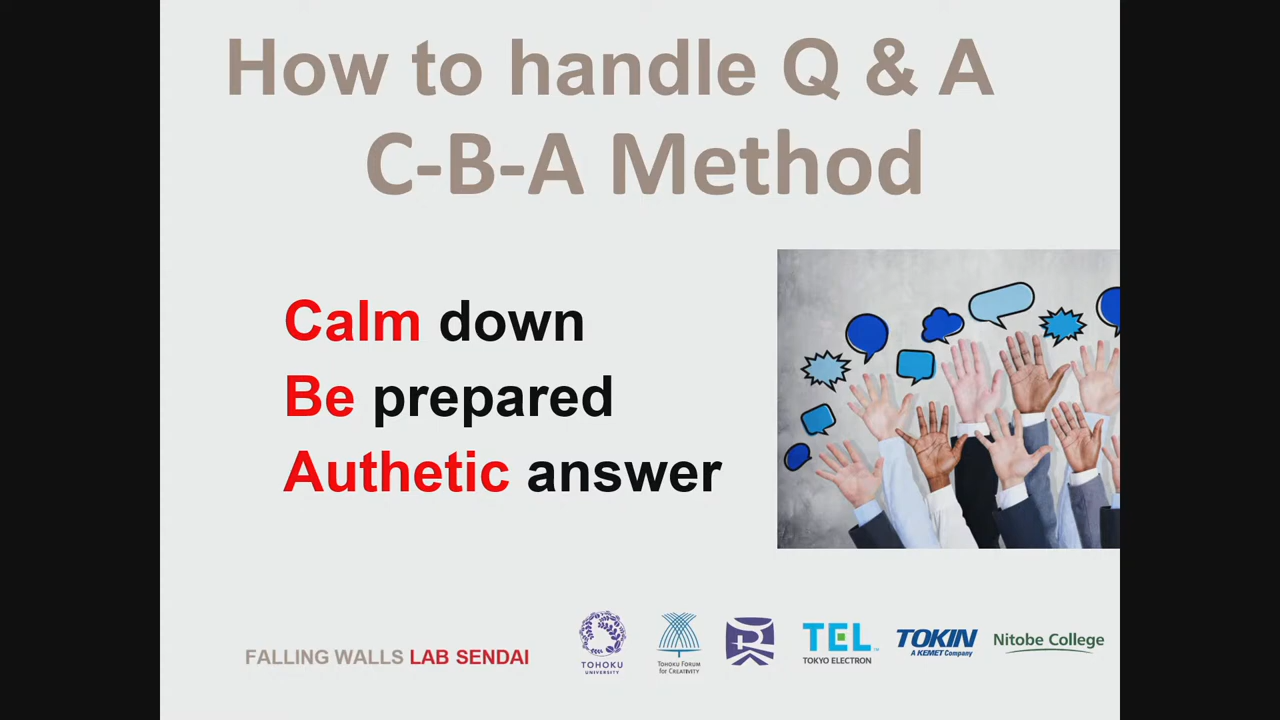 How to handle Q & A
C-B-A Method
Calm down
Be prepared
Authetic answer
FALLING WALLS LAB SENDAI
TOHOKU
UNIVERSITY
TOHOKU FORUM
for CREATIVITY
TEL
TOKYO ELECTRON
TOKIN
A KEMET Company
Nitobe College